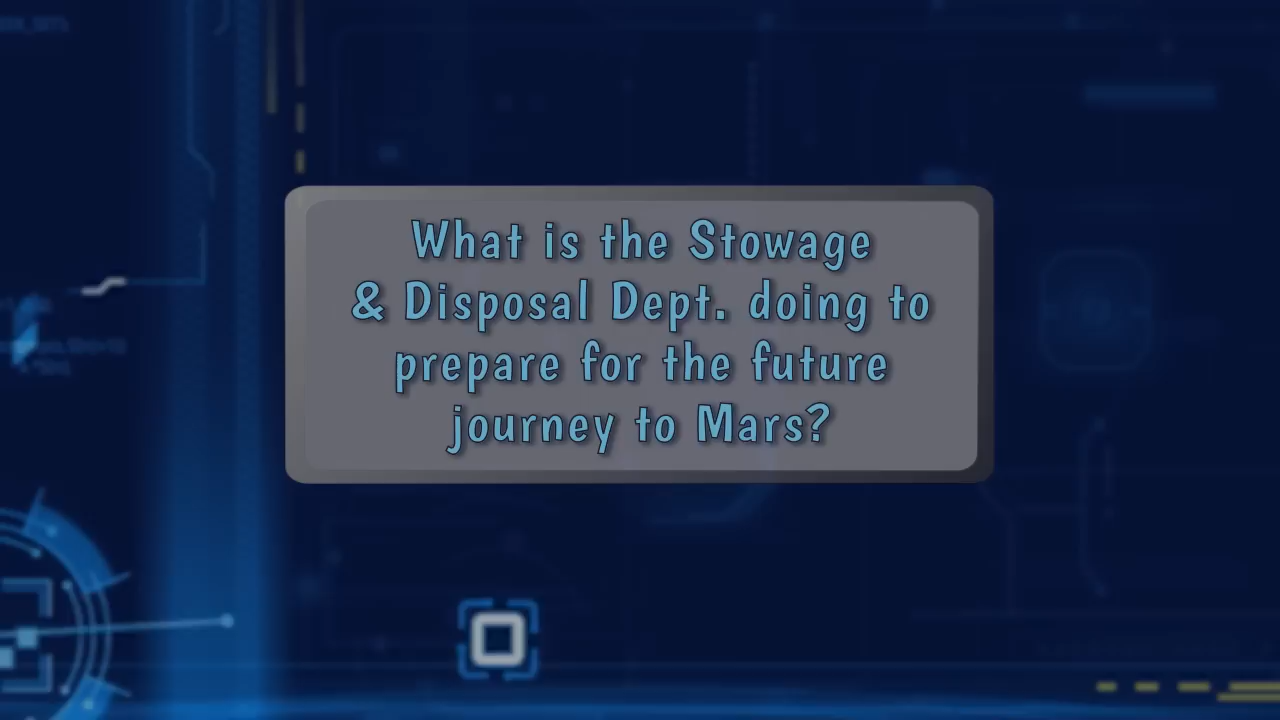 What is the Stowage
& Disposal Dept. doing to
prepare for the future
journey to Mars?